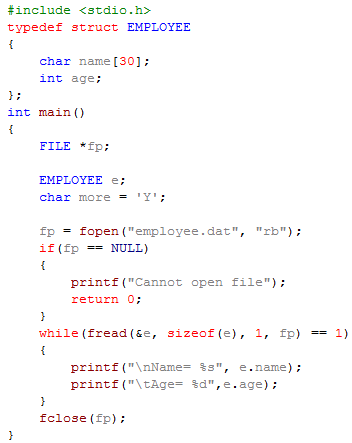 #include <stdio.h>
typedef struct EMPLOYEE
{
    char name[30];
    int age;
};
int main()
{
    FILE *fp;

    EMPLOYEE e;
    char more = 'Y';

    fp = fopen("employee.dat", "rb");
    if(fp == NULL)
    {
        printf("Cannot open file");
        return 0;
    }
    while(fread(&e, sizeof(e), 1, fp) == 1)
    {
        printf("\nName= %s", e.name);
        printf("\tAge= %d",e.age);
    }
    fclose(fp);
}